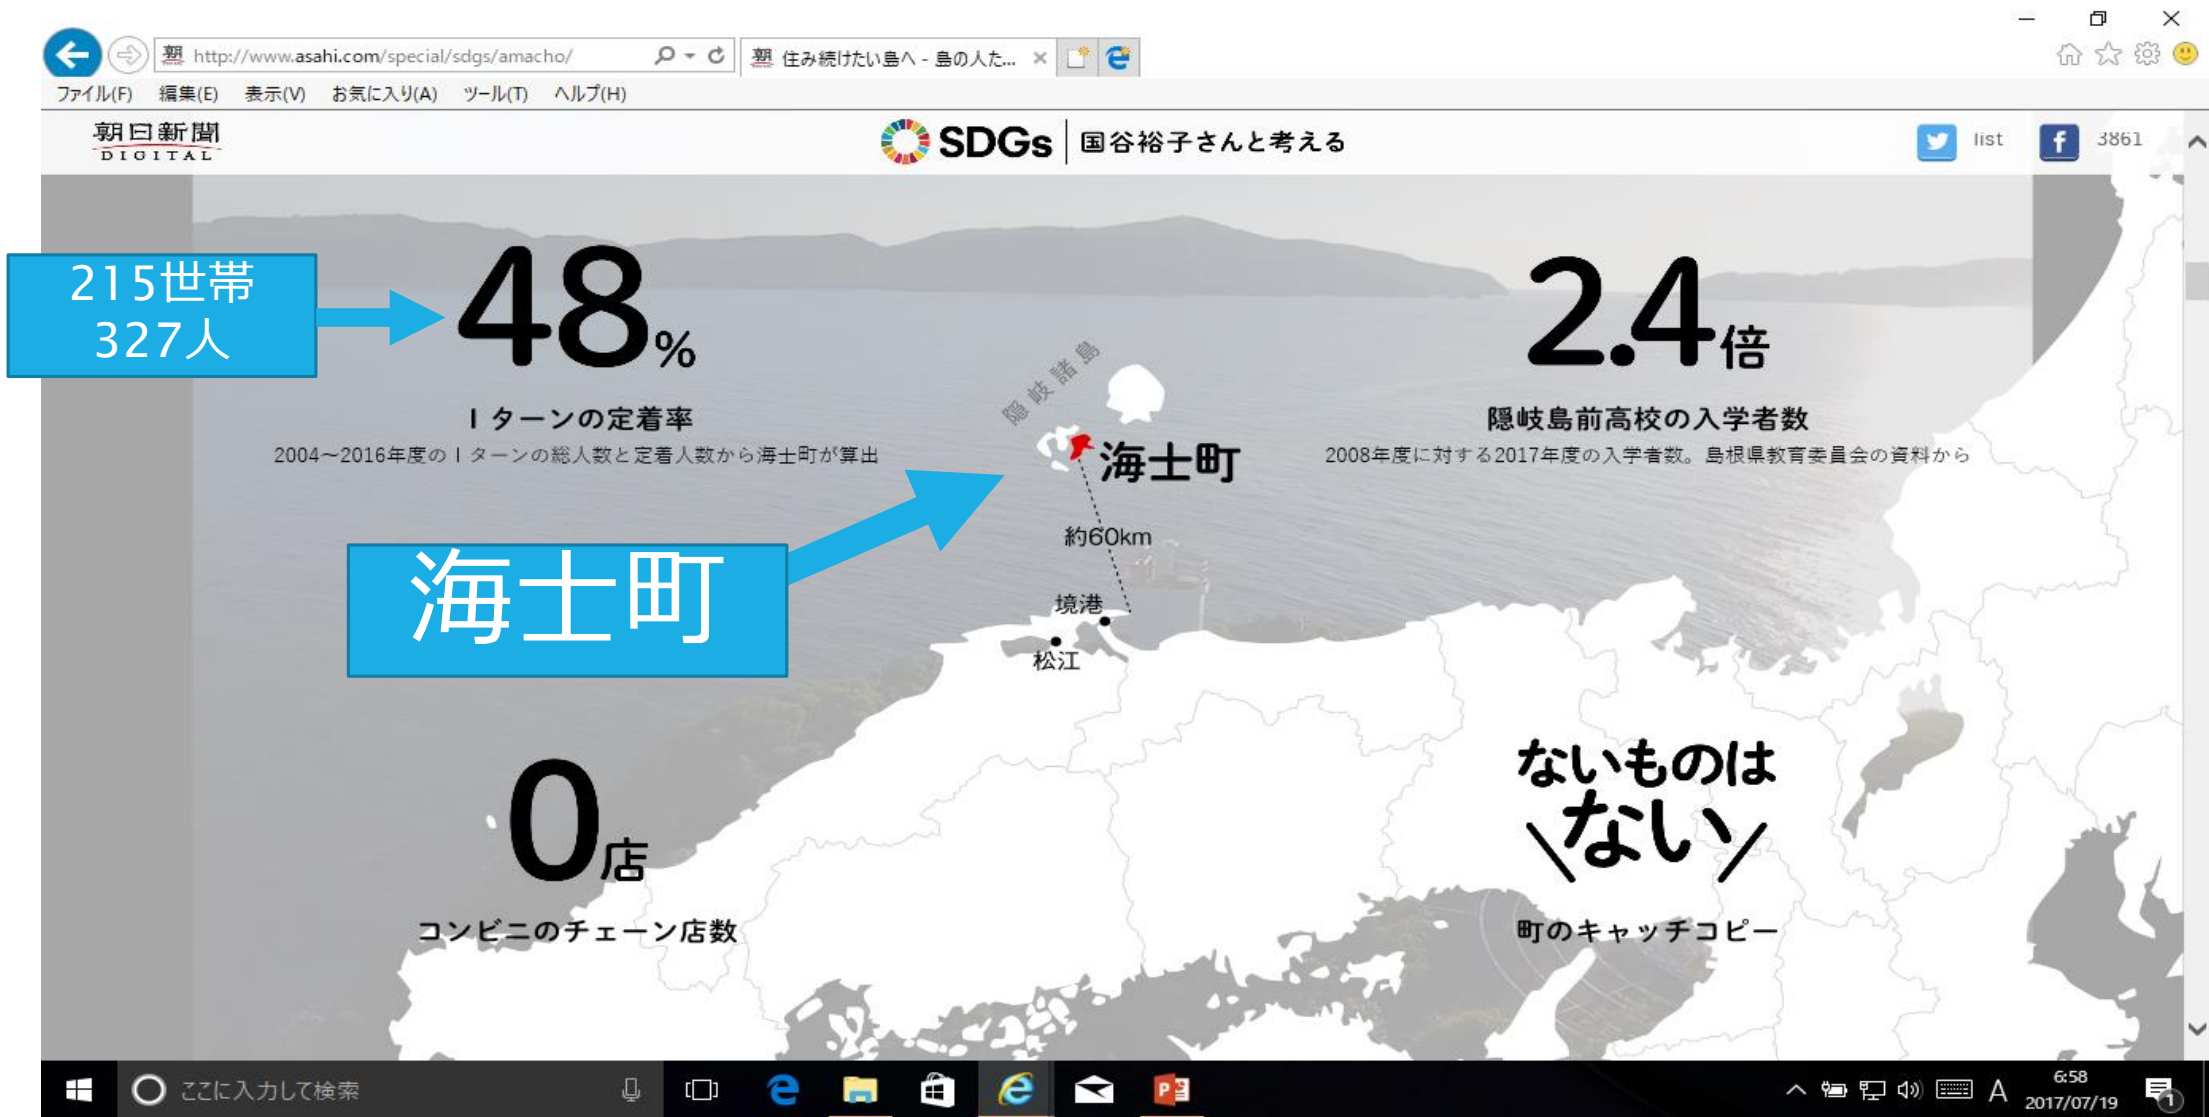 http://www.asahi.com/special/sdgs/amacho/
住み続けたい島へ - 島の人た...
ファイル(F) 編集(E) 表示(V) お気に入り(A) ツール(T) ヘルプ(H)
朝日新聞
DIGITAL
SDGs 国谷裕子さんと考える
list
3861
215世帯
327人
48%
Iターンの定着率
2004～2016年度のIターンの総人数と定着人数から海士町が算出
2.4倍
隠岐島前高校の入学者数
2008年度に対する2017年度の入学者数。島根県教育委員会の資料から
隠岐諸島
海士町
約60km
境港
松江
海士町
0店
コンビニのチェーン店数
ないものは
ない
町のキャッチコピー
ここに入力して検索
A
6:58
2017/07/19
1